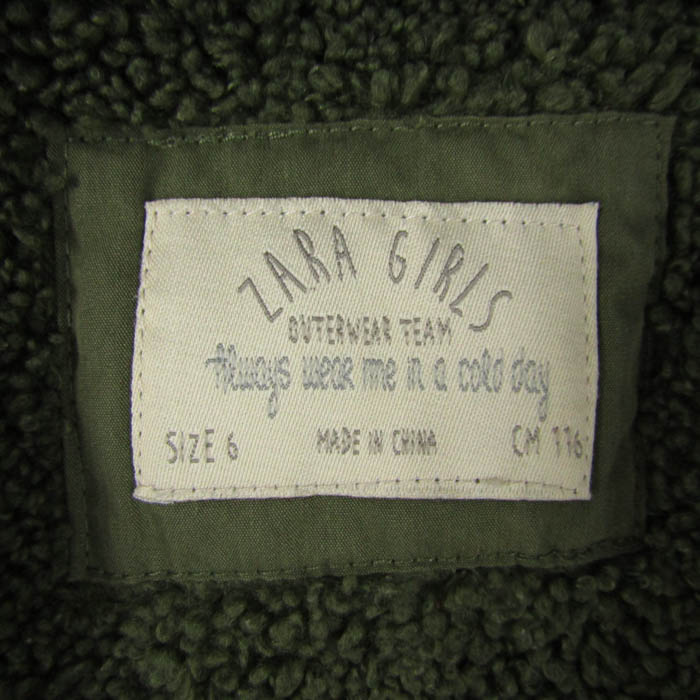 ZARA GIRLS
OUTERWEAR TEAM
Always wear me in a cold day
SIZE 6 MADE IN CHINA CM 116